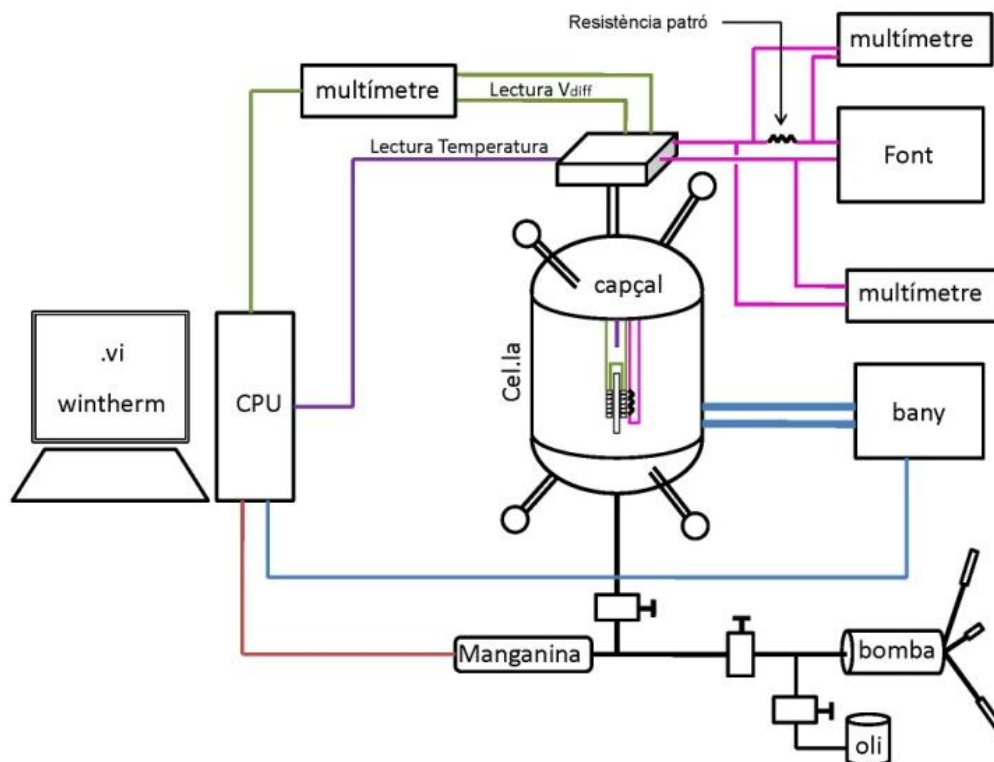 Resistència patró
multímetre
multímetre
Lectura Vdiff
Lectura Temperatura
Font
capçal
multímetre
.vi
wintherm
CPU
Cel.la
bany
Manganina
bomba
oli